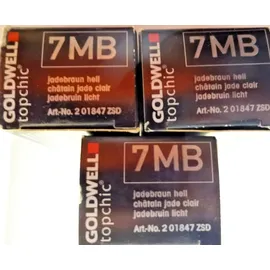 GOLDWELL
topchic
7MB
jadebraun hell
châtain jade clair
jadebruin licht
Art-No. 2 01847 ZSD
GOLDWELL
topchic
7MB
jadebraun hell
châtain jade clair
jadebruin licht
Art-No. 2 01847 ZSD
GOLDWELL
topchic
7MB
jadebraun hell
châtain jade clair
jadebruin licht
Art-No. 2 01847 ZSD